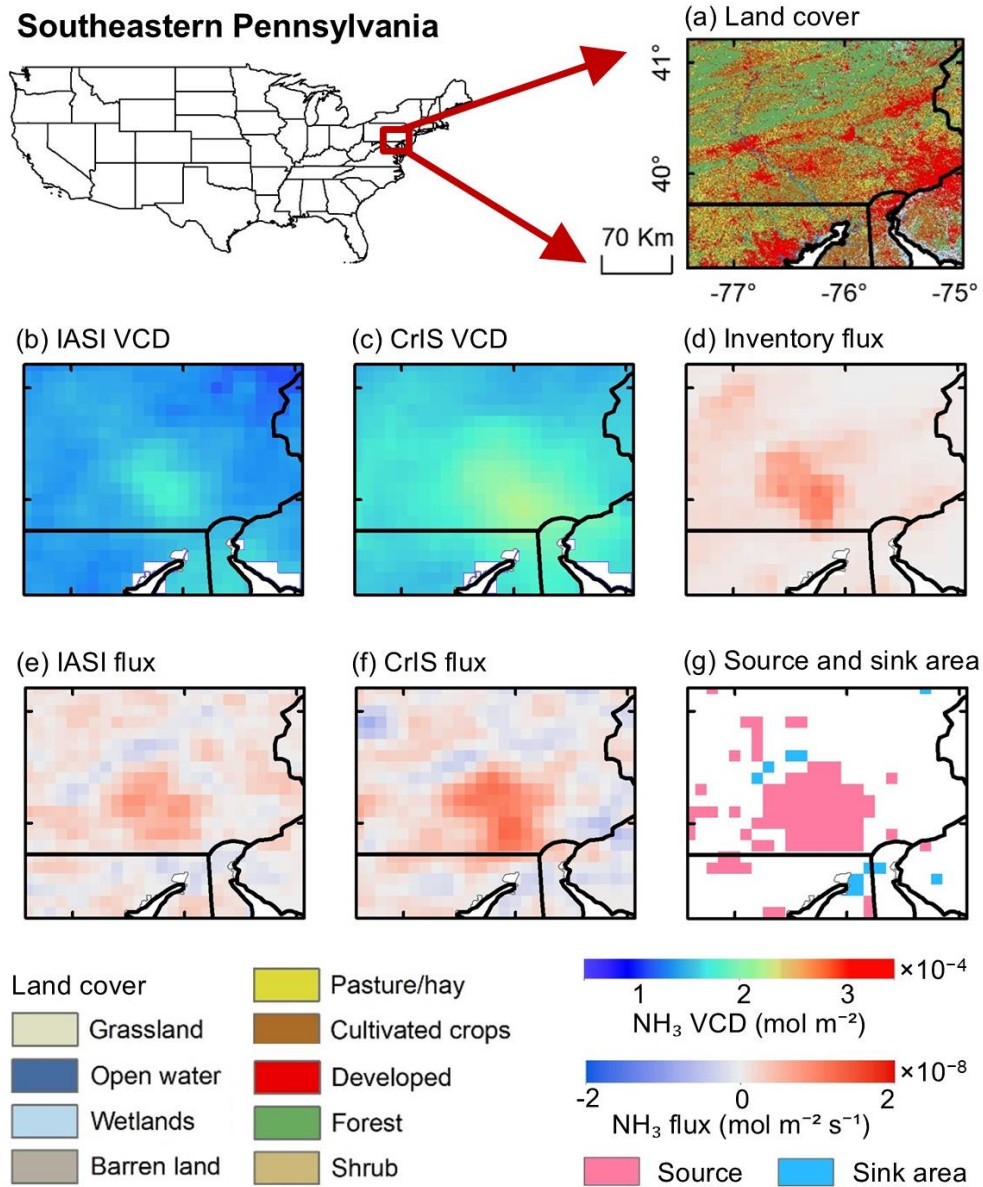 Southeastern Pennsylvania
(a) Land cover
41°
40°
70 Km
-77° -76° -75°
(b) IASI VCD
(c) CrIS VCD
(d) Inventory flux
(e) IASI flux
(f) CrIS flux
(g) Source and sink area
Land cover
Grassland
Open water
Wetlands
Barren land
Pasture/hay
Cultivated crops
Developed
Forest
Shrub
×10⁻⁴
1 2 3
NH₃ VCD (mol m⁻²)
×10⁻⁸
-2 0 2
NH₃ flux (mol m⁻² s⁻¹)
Source Sink area